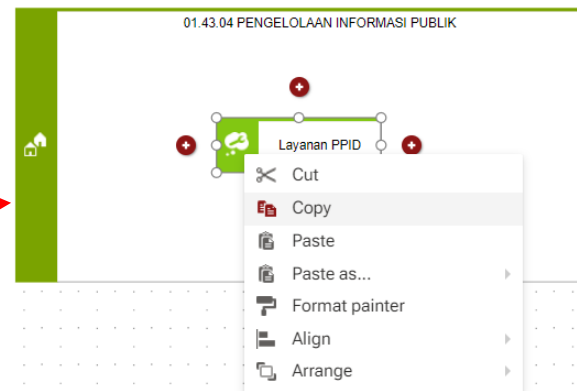 01.43.04 PENGELOLAAN INFORMASI PUBLIK
Layanan PPID
Cut
Copy
Paste
Paste as...
Format painter
Align
Arrange